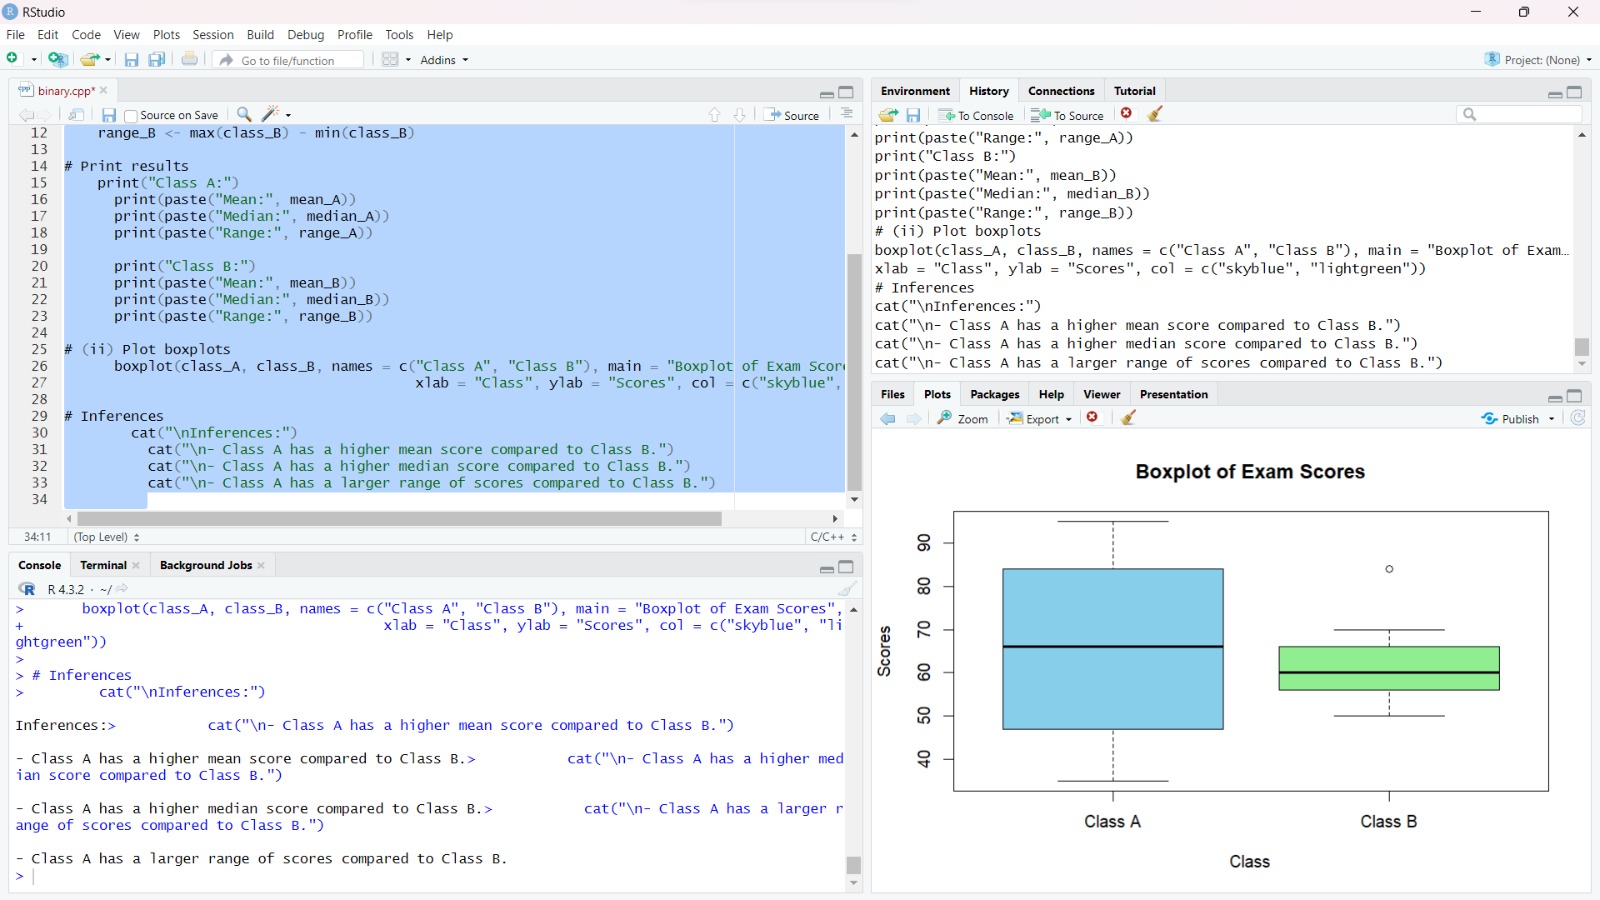 RStudio
File Edit Code View Plots Session Build Debug Profile Tools Help
Go to file/function Addins Project: (None)
binary.cpp*
Source on Save Source
12 range_B <- max(class_B) - min(class_B)
13
14 # Print results
15 print("Class A:")
16 print(paste("Mean:", mean_A))
17 print(paste("Median:", median_A))
18 print(paste("Range:", range_A))
19
20 print("Class B:")
21 print(paste("Mean:", mean_B))
22 print(paste("Median:", median_B))
23 print(paste("Range:", range_B))
24
25 # (ii) Plot boxplots
26 boxplot(class_A, class_B, names = c("Class A", "Class B"), main = "Boxplot of Exam Scor
27 xlab = "Class", ylab = "Scores", col = c("skyblue",
28
29 # Inferences
30 cat("\nInferences:")
31 cat("\n- Class A has a higher mean score compared to Class B.")
32 cat("\n- Class A has a higher median score compared to Class B.")
33 cat("\n- Class A has a larger range of scores compared to Class B.")
34
34:11 (Top Level) C/C++
Console Terminal Background Jobs
R 4.3.2 · ~/
> boxplot(class_A, class_B, names = c("Class A", "Class B"), main = "Boxplot of Exam Scores",
+ xlab = "Class", ylab = "Scores", col = c("skyblue", "li
ghtgreen"))
>
> # Inferences
> cat("\nInferences:")
Inferences:> cat("\n- Class A has a higher mean score compared to Class B.")
- Class A has a higher mean score compared to Class B.> cat("\n- Class A has a higher med
ian score compared to Class B.")
- Class A has a higher median score compared to Class B.> cat("\n- Class A has a larger r
ange of scores compared to Class B.")
- Class A has a larger range of scores compared to Class B.
>
Environment History Connections Tutorial
To Console To Source
print(paste("Range:", range_A))
print("Class B:")
print(paste("Mean:", mean_B))
print(paste("Median:", median_B))
print(paste("Range:", range_B))
# (ii) Plot boxplots
boxplot(class_A, class_B, names = c("Class A", "Class B"), main = "Boxplot of Exam…
xlab = "Class", ylab = "Scores", col = c("skyblue", "lightgreen"))
# Inferences
cat("\nInferences:")
cat("\n- Class A has a higher mean score compared to Class B.")
cat("\n- Class A has a higher median score compared to Class B.")
cat("\n- Class A has a larger range of scores compared to Class B.")
Files Plots Packages Help Viewer Presentation
Zoom Export Publish
Boxplot of Exam Scores
Scores
90
80
70
60
50
40
Class A Class B
Class